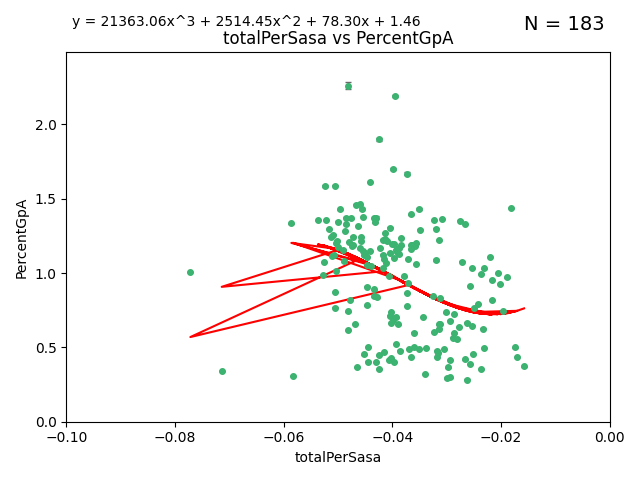 y = 21363.06x^3 + 2514.45x^2 + 78.30x + 1.46
N = 183
totalPerSasa vs PercentGpA
PercentGpA
2.0
1.5
1.0
0.5
0.0
−0.10 −0.08 −0.06 −0.04 −0.02 0.00
totalPerSasa